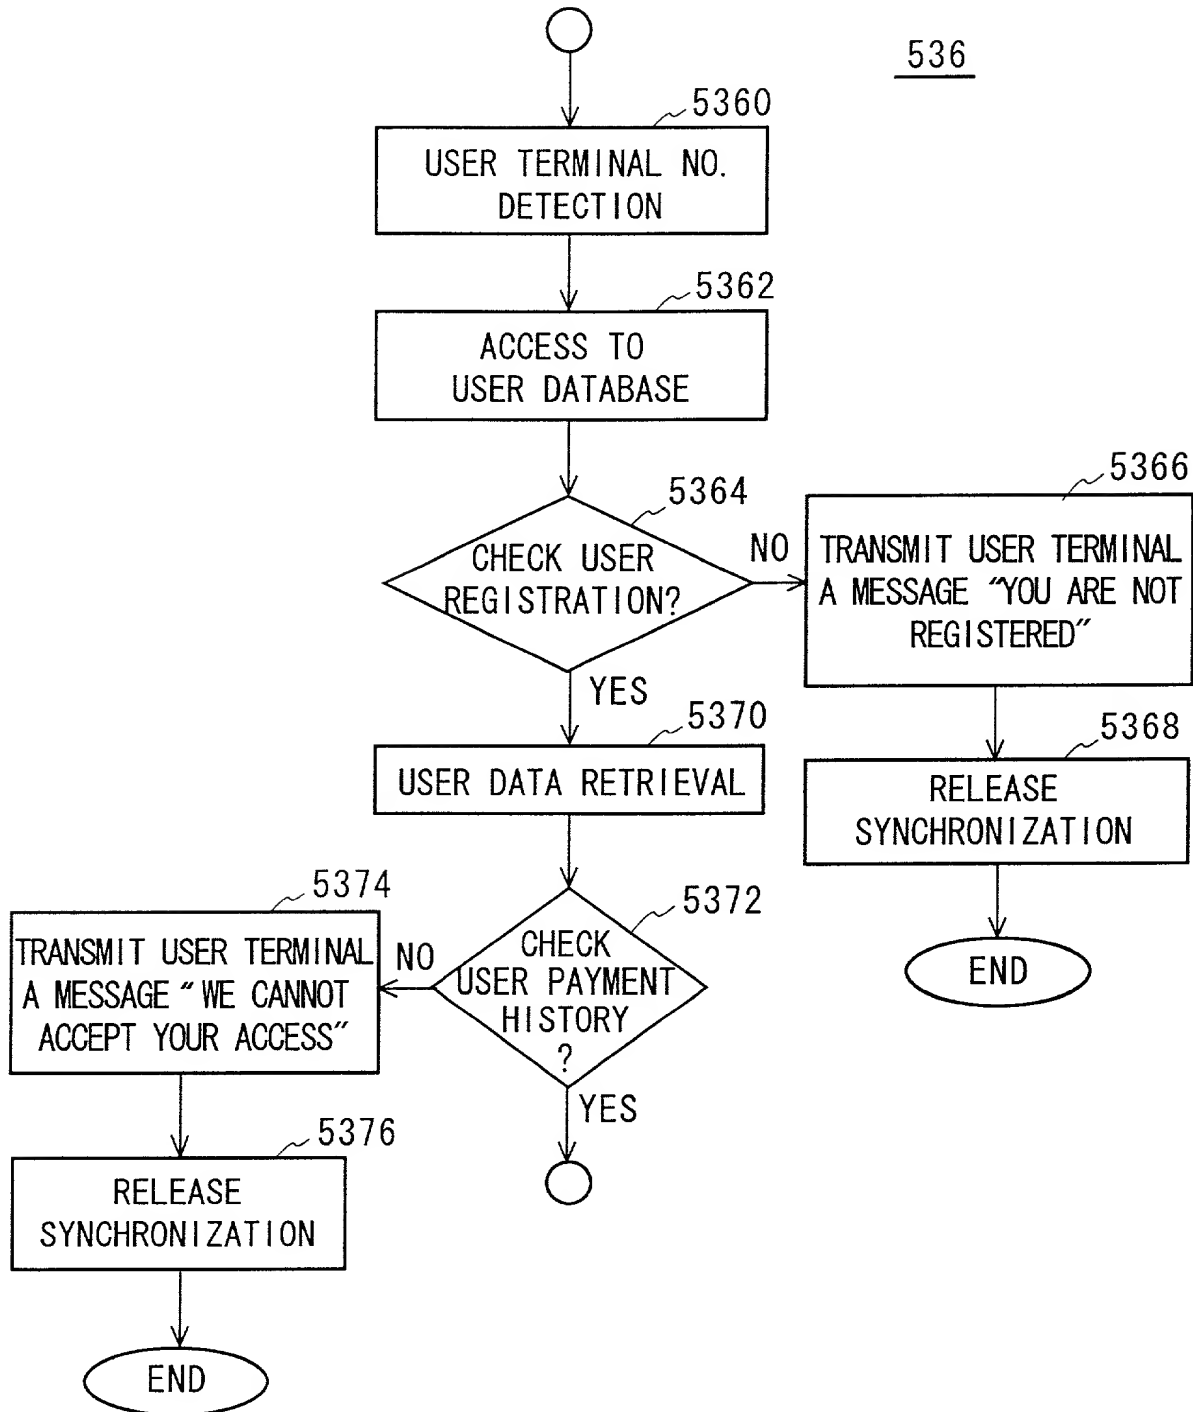 536
5360
USER TERMINAL NO.
DETECTION
5362
ACCESS TO
USER DATABASE
5364
CHECK USER
REGISTRATION?
NO
5366
TRANSMIT USER TERMINAL
A MESSAGE "YOU ARE NOT
REGISTERED"
YES
5368
RELEASE
SYNCHRONIZATION
END
5370
USER DATA RETRIEVAL
5372
CHECK
USER PAYMENT
HISTORY
?
NO
5374
TRANSMIT USER TERMINAL
A MESSAGE "WE CANNOT
ACCEPT YOUR ACCESS"
YES
5376
RELEASE
SYNCHRONIZATION
END